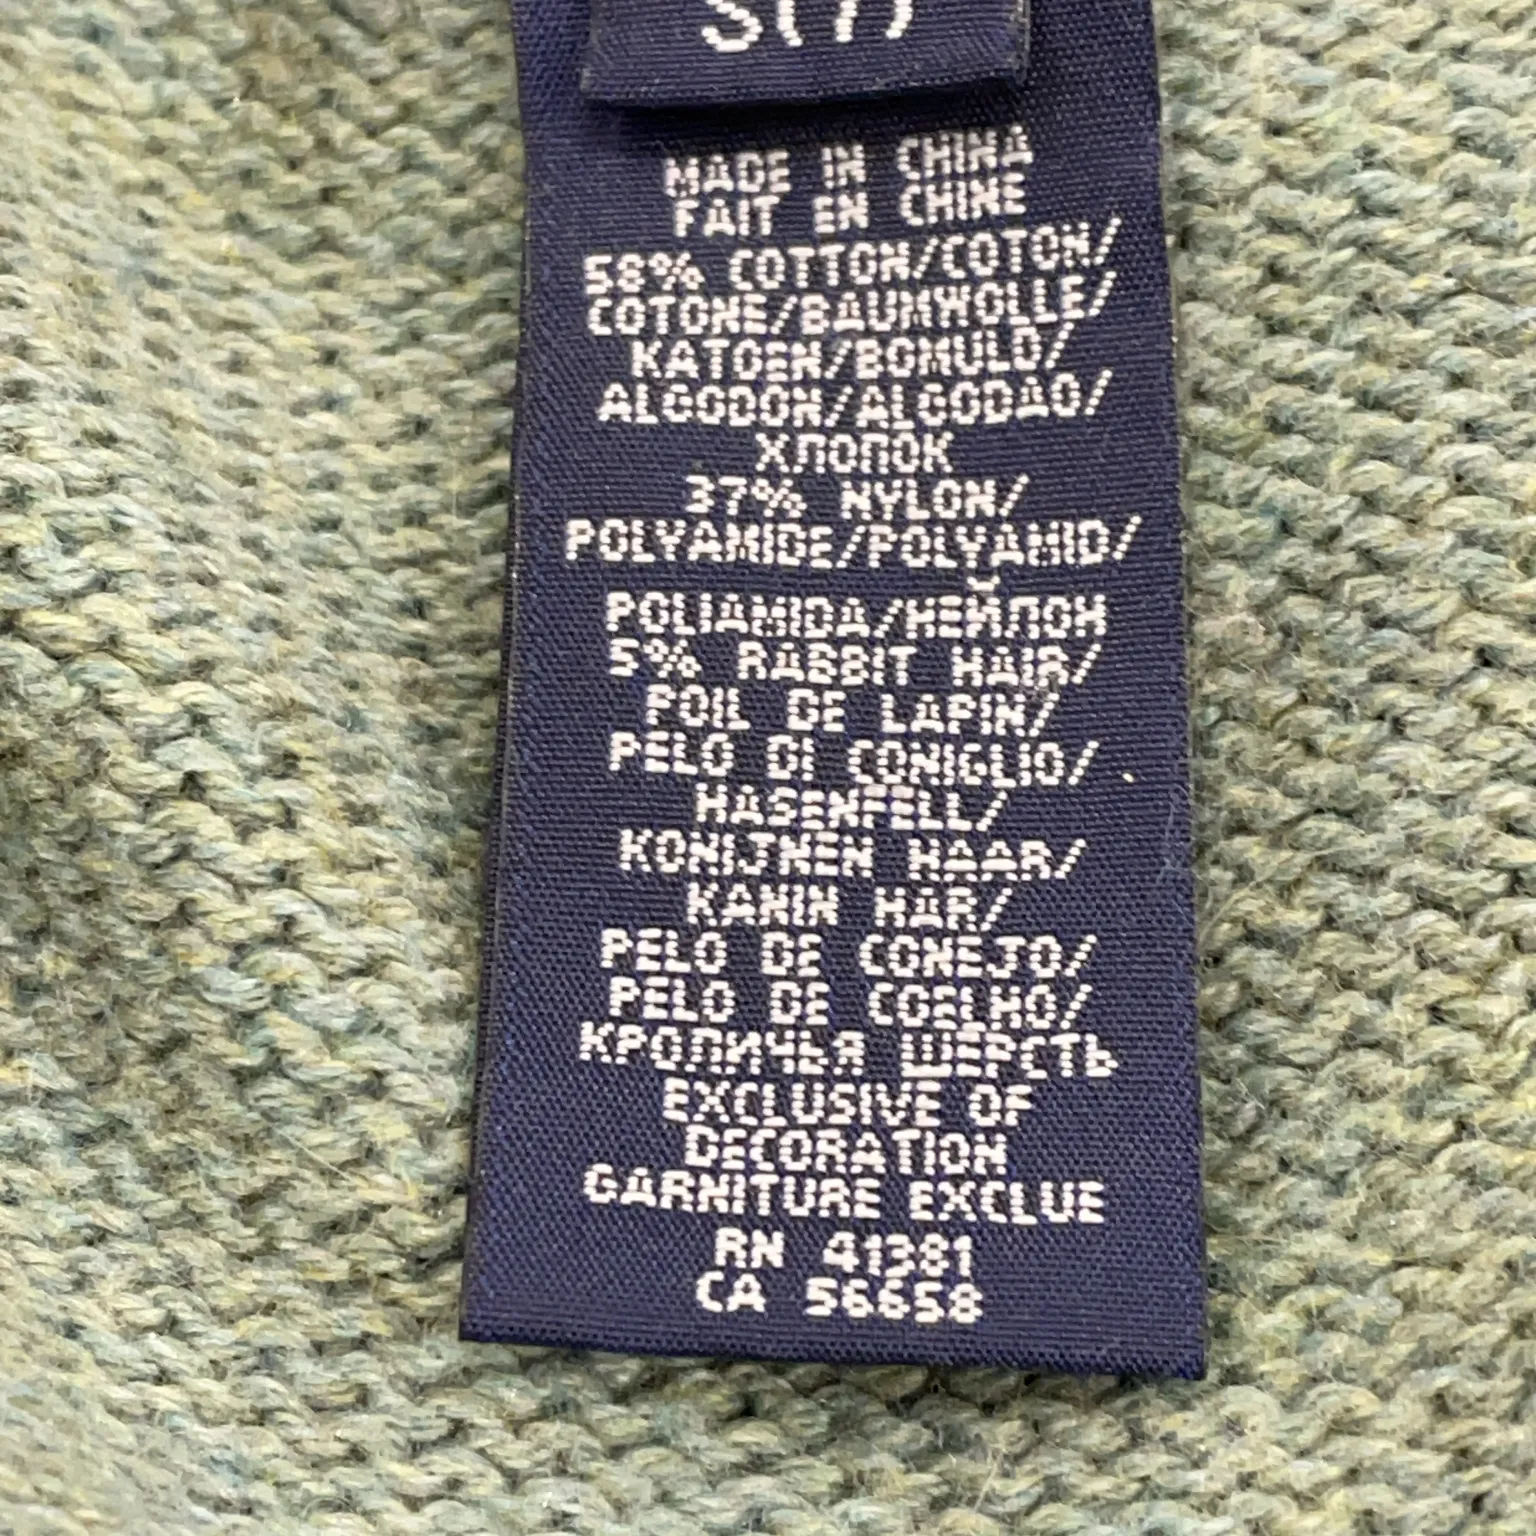 S(7)
MADE IN CHINA
FAIT EN CHINE
58% COTTON/COTON/
COTONE/BAUMWOLLE/
KATOEN/BOMULD/
ALGODON/ALGODAO/
ХЛОПОК
37% NYLON/
POLYAMIDE/POLYAMID/
POLIAMIDA/НЕЙЛОН
5% RABBIT HAIR/
POIL DE LAPIN/
PELO DI CONIGLIO/
HASENFELL/
KONIJNEN HAAR/
KANIN HAR/
PELO DE CONEJO/
PELO DE COELHO/
КРОЛИЧЬЯ ШЕРСТЬ
EXCLUSIVE OF
DECORATION
GARNITURE EXCLUE
RN 41381
CA 56658